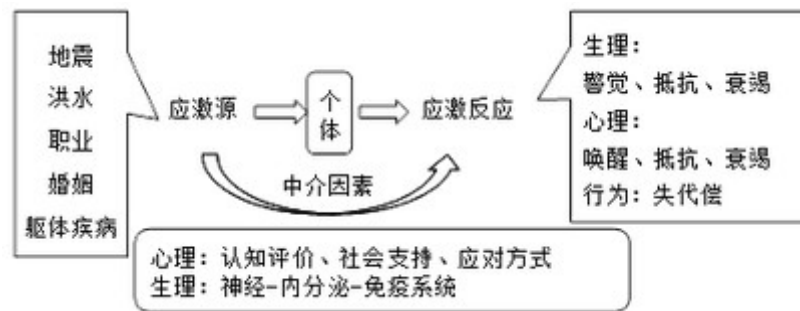 地震
洪水
职业
婚姻
躯体疾病
应激源
个
体
应激反应
中介因素
生理：
警觉、抵抗、衰竭
心理：
唤醒、抵抗、衰竭
行为：失代偿
心理：认知评价、社会支持、应对方式
生理：神经-内分泌-免疫系统